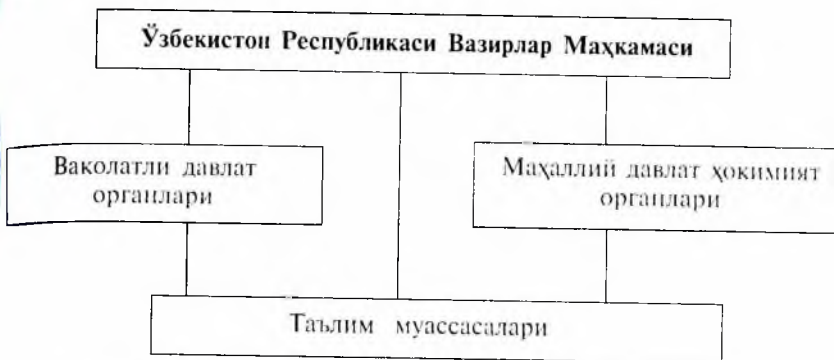 Ўзбекистон Республикаси Вазирлар Маҳкамаси
Ваколатли давлат
органлари
Маҳаллий давлат ҳокимият
органлари
Таълим муассасалари